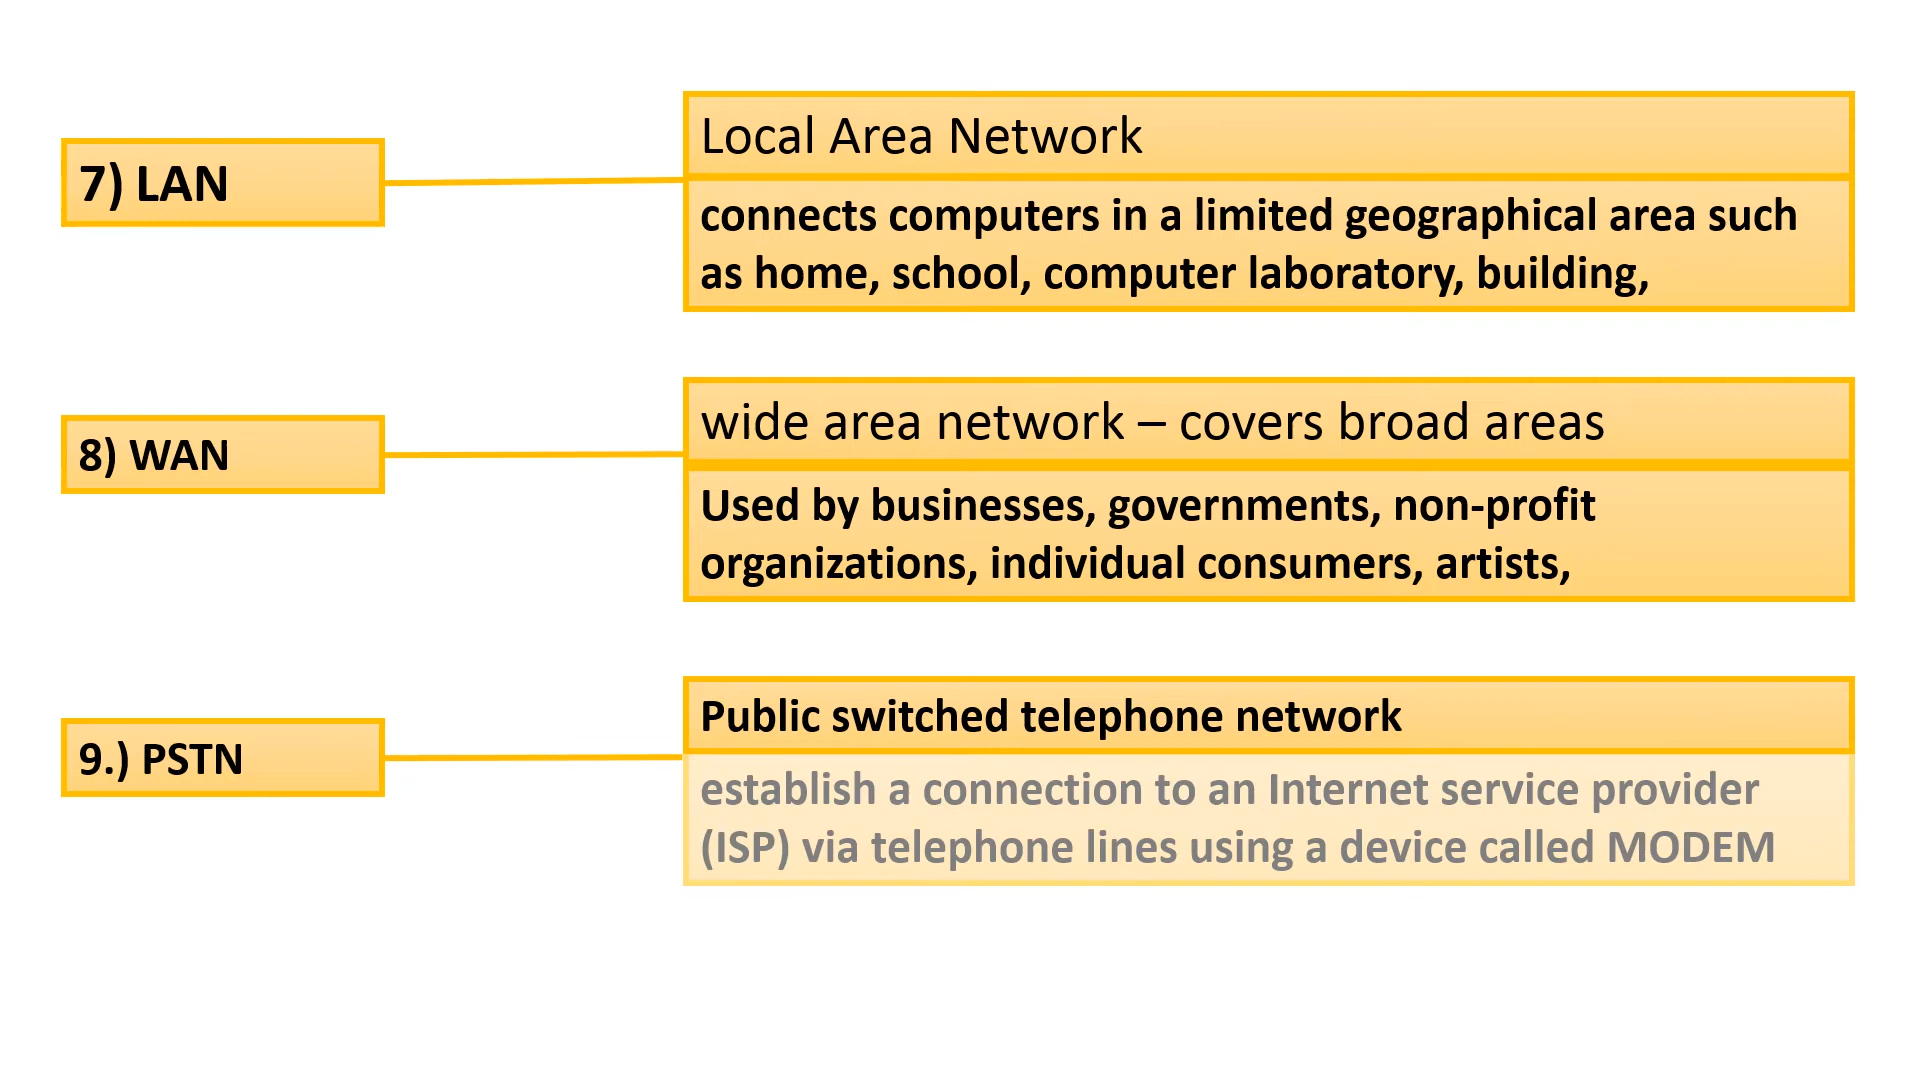 7) LAN
Local Area Network
connects computers in a limited geographical area such
as home, school, computer laboratory, building,
8) WAN
wide area network – covers broad areas
Used by businesses, governments, non-profit
organizations, individual consumers, artists,
9.) PSTN
Public switched telephone network
establish a connection to an Internet service provider
(ISP) via telephone lines using a device called MODEM